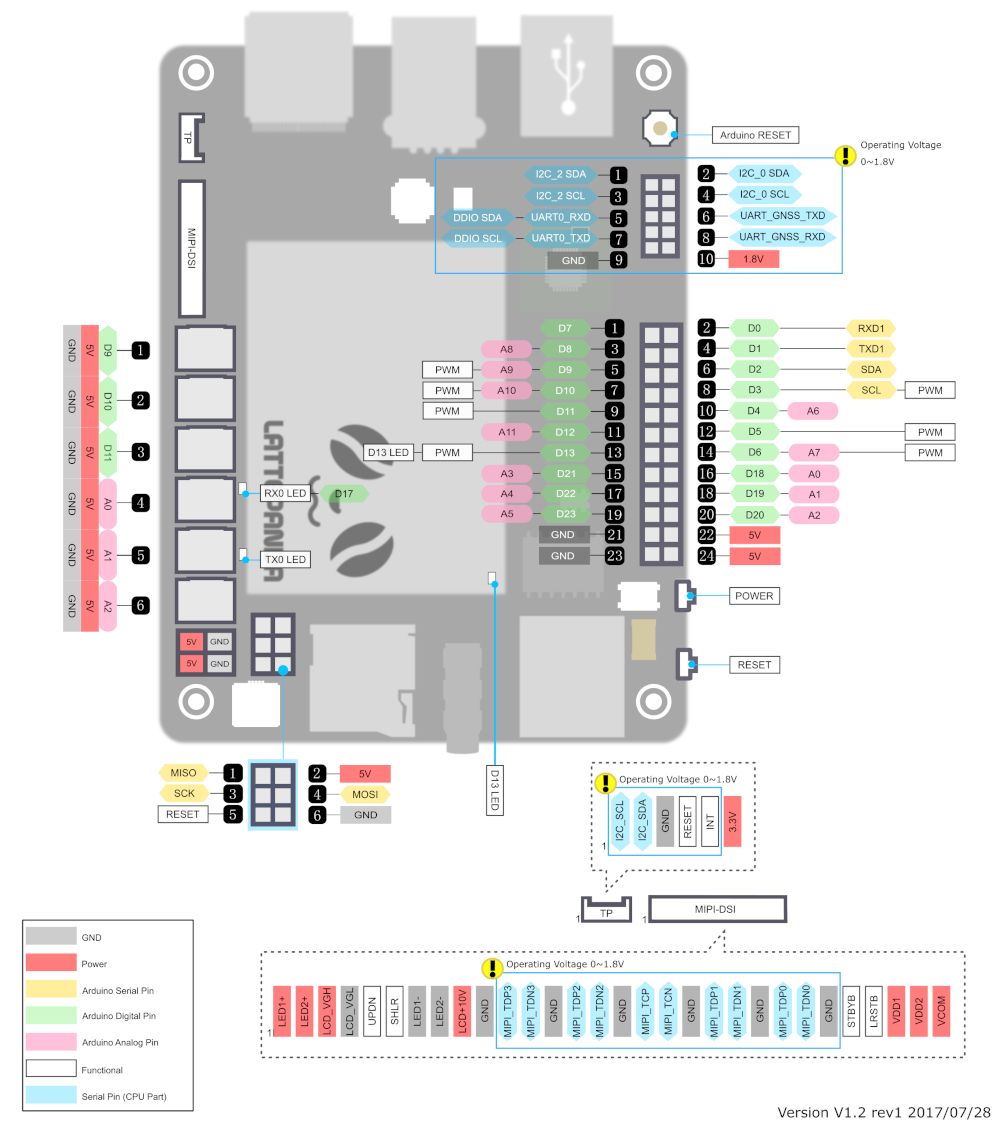 TP
Arduino RESET
Operating Voltage
0~1.8V
I2C_2 SDA 1 2 I2C_0 SDA
I2C_2 SCL 3 4 I2C_0 SCL
DDIO SDA UART0_RXD 5 6 UART_GNSS_TXD
DDIO SCL UART0_TXD 7 8 UART_GNSS_RXD
GND 9 10 1.8V
MIPI-DSI
D7 1 2 D0 RXD1
A8 D8 3 4 D1 TXD1
PWM A9 D9 5 6 D2 SDA
PWM A10 D10 7 8 D3 SCL PWM
PWM D11 9 10 D4 A6
A11 D12 11 12 D5 PWM
D13 LED PWM D13 13 14 D6 A7 PWM
A3 D21 15 16 D18 A0
A4 D22 17 18 D19 A1
A5 D23 19 20 D20 A2
GND 21 22 5V
GND 23 24 5V
GND 5V D9 1
GND 5V D10 2
GND 5V D11 3
GND 5V A0 4
GND 5V A1 5
GND 5V A2 6
LATTEPANDA
RX0 LED D17
TX0 LED
POWER
RESET
5V GND
5V GND
MISO 1 2 5V
SCK 3 4 MOSI
RESET 5 6 GND
D13 LED
Operating Voltage 0~1.8V
1 I2C_SCL I2C_SDA GND RESET INT 3.3V
1 TP
1 MIPI-DSI
Operating Voltage 0~1.8V
1 LED1+ LED2+ LCD_VGH LCD_VGL UPDN SHLR LED1- LED2- LCD+10V GND MIPI_TDP3 MIPI_TDN3 GND MIPI_TDP2 MIPI_TDN2 GND MIPI_TCP MIPI_TCN GND MIPI_TDP1 MIPI_TDN1 GND MIPI_TDP0 MIPI_TDN0 GND STBYB LRSTB VDD1 VDD2 VCOM
GND
Power
Arduino Serial Pin
Arduino Digital Pin
Arduino Analog Pin
Functional
Serial Pin (CPU Part)
Version V1.2 rev1 2017/07/28